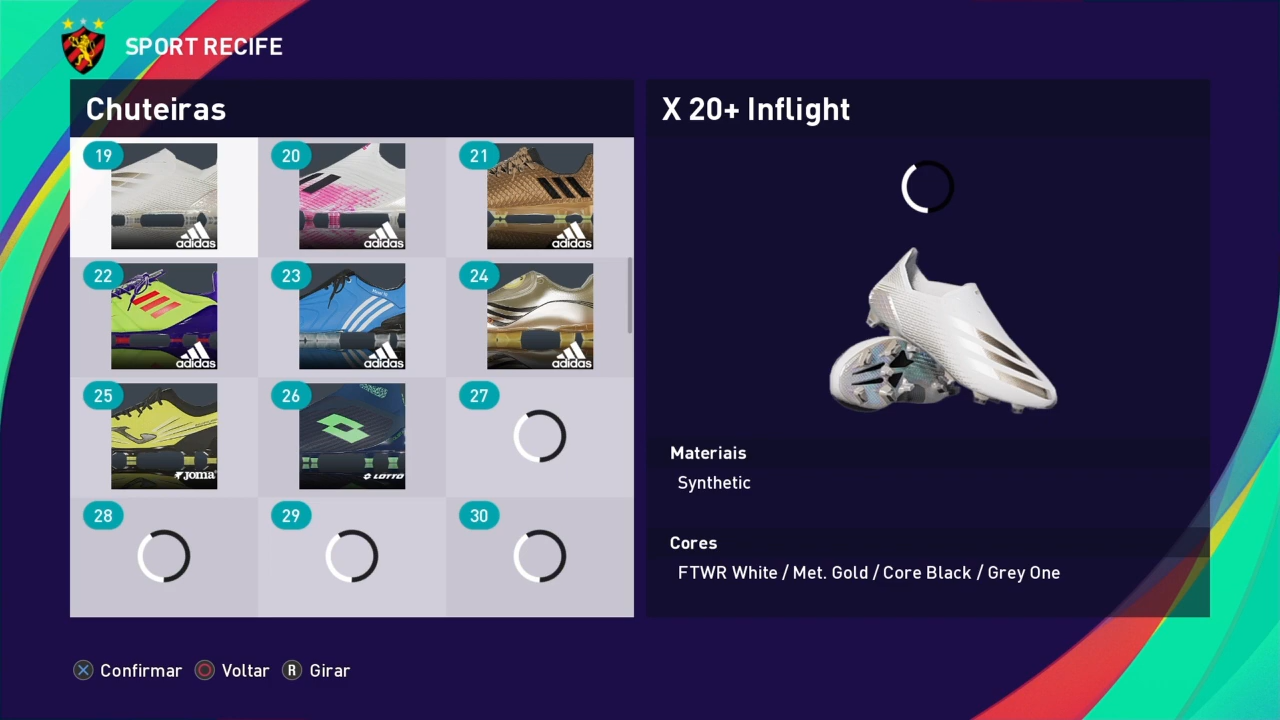 SPORT RECIFE
Chuteiras
19
adidas
20
adidas
21
adidas
22
adidas
23
adidas
24
adidas
25
Joma
26
LOTTO
27
28
29
30
X 20+ Inflight
Materiais
Synthetic
Cores
FTWR White / Met. Gold / Core Black / Grey One
Confirmar
Voltar
R Girar